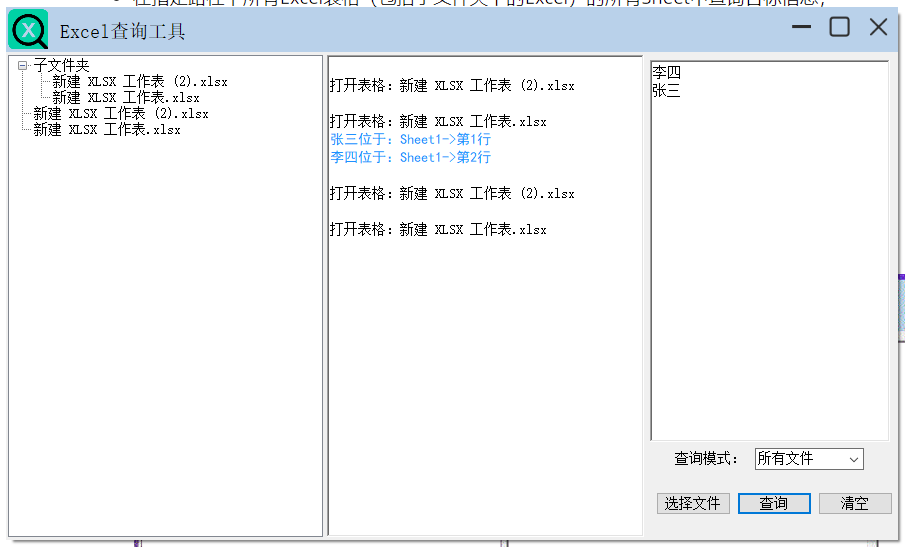 Excel查询工具
子文件夹
新建 XLSX 工作表 (2).xlsx
新建 XLSX 工作表.xlsx
新建 XLSX 工作表 (2).xlsx
新建 XLSX 工作表.xlsx
打开表格：新建 XLSX 工作表 (2).xlsx
打开表格：新建 XLSX 工作表.xlsx
张三位于：Sheet1->第1行
李四位于：Sheet1->第2行
打开表格：新建 XLSX 工作表 (2).xlsx
打开表格：新建 XLSX 工作表.xlsx
李四
张三
查询模式： 所有文件
选择文件 查询 清空